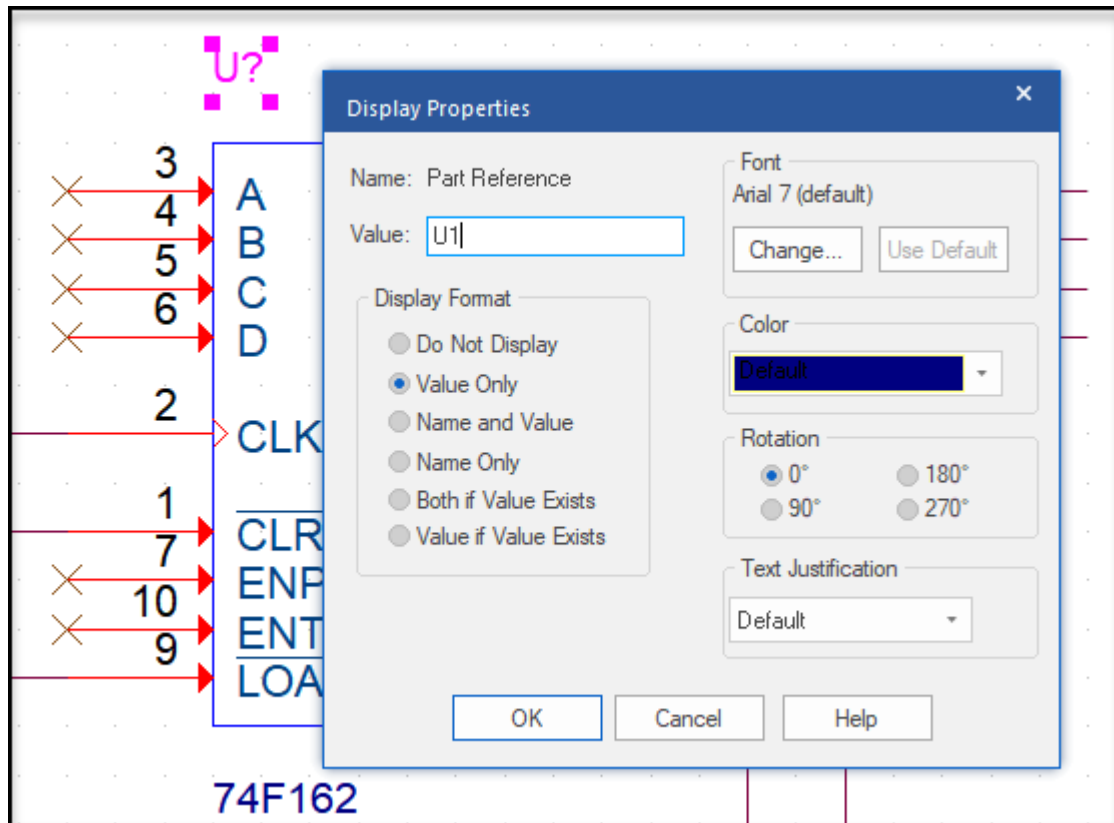 U?
Display Properties
Name: Part Reference
Value: U1
Display Format
Do Not Display
Value Only
Name and Value
Name Only
Both if Value Exists
Value if Value Exists
Font
Arial 7 (default)
Change... Use Default
Color
Default
Rotation
0° 180°
90° 270°
Text Justification
Default
OK Cancel Help
3 A
4 B
5 C
6 D
2 CLK
1 CLR
7 ENP
10 ENT
9 LOA
74F162